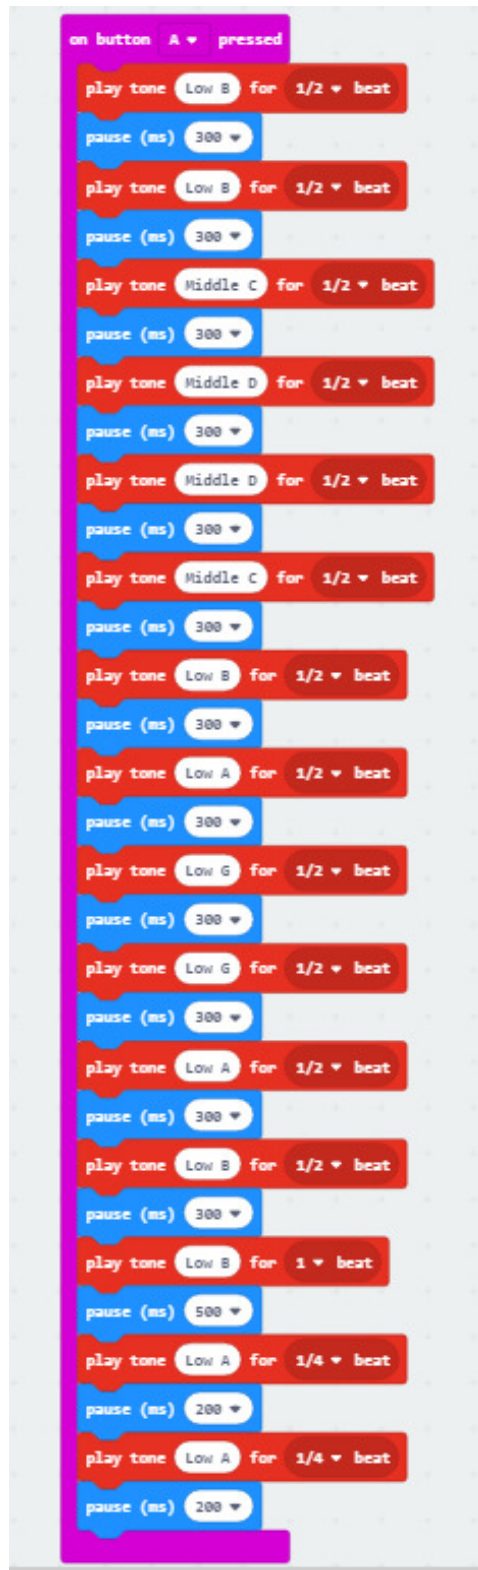 on button A pressed
play tone Low B for 1/2 beat
pause (ms) 300
play tone Low B for 1/2 beat
pause (ms) 300
play tone Middle C for 1/2 beat
pause (ms) 300
play tone Middle D for 1/2 beat
pause (ms) 300
play tone Middle D for 1/2 beat
pause (ms) 300
play tone Middle C for 1/2 beat
pause (ms) 300
play tone Low B for 1/2 beat
pause (ms) 300
play tone Low A for 1/2 beat
pause (ms) 300
play tone Low G for 1/2 beat
pause (ms) 300
play tone Low G for 1/2 beat
pause (ms) 300
play tone Low A for 1/2 beat
pause (ms) 300
play tone Low B for 1/2 beat
pause (ms) 300
play tone Low B for 1 beat
pause (ms) 500
play tone Low A for 1/4 beat
pause (ms) 200
play tone Low A for 1/4 beat
pause (ms) 200